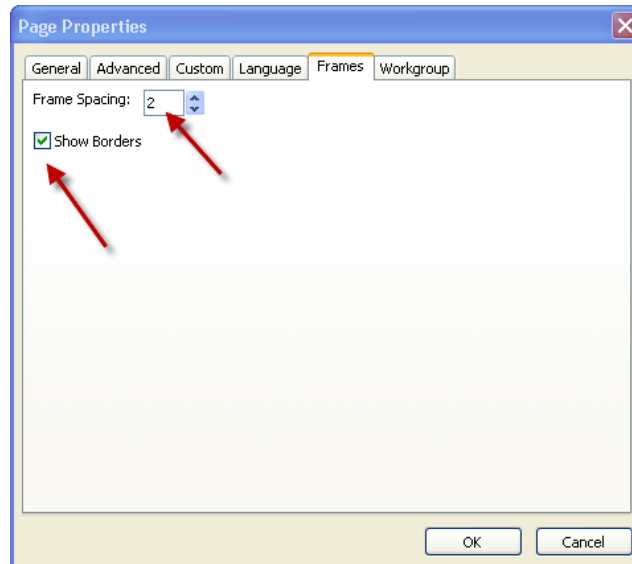 Page Properties
General Advanced Custom Language Frames Workgroup
Frame Spacing: 2
Show Borders
OK Cancel